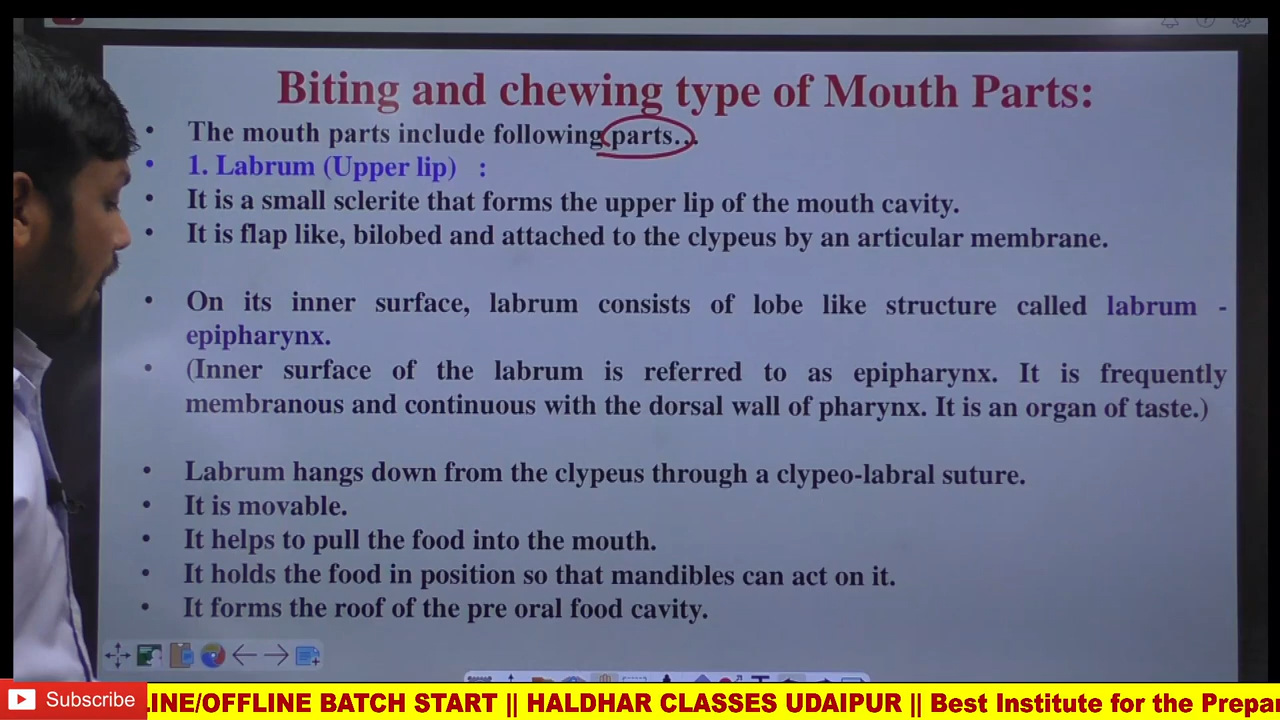 Biting and chewing type of Mouth Parts:
• The mouth parts include following parts...
• 1. Labrum (Upper lip) :
• It is a small sclerite that forms the upper lip of the mouth cavity.
• It is flap like, bilobed and attached to the clypeus by an articular membrane.
• On its inner surface, labrum consists of lobe like structure called labrum -
epipharynx.
• (Inner surface of the labrum is referred to as epipharynx. It is frequently
membranous and continuous with the dorsal wall of pharynx. It is an organ of taste.)
• Labrum hangs down from the clypeus through a clypeo-labral suture.
• It is movable.
• It helps to pull the food into the mouth.
• It holds the food in position so that mandibles can act on it.
• It forms the roof of the pre oral food cavity.
Subscribe
LINE/OFFLINE BATCH START || HALDHAR CLASSES UDAIPUR || Best Institute for the Prepar